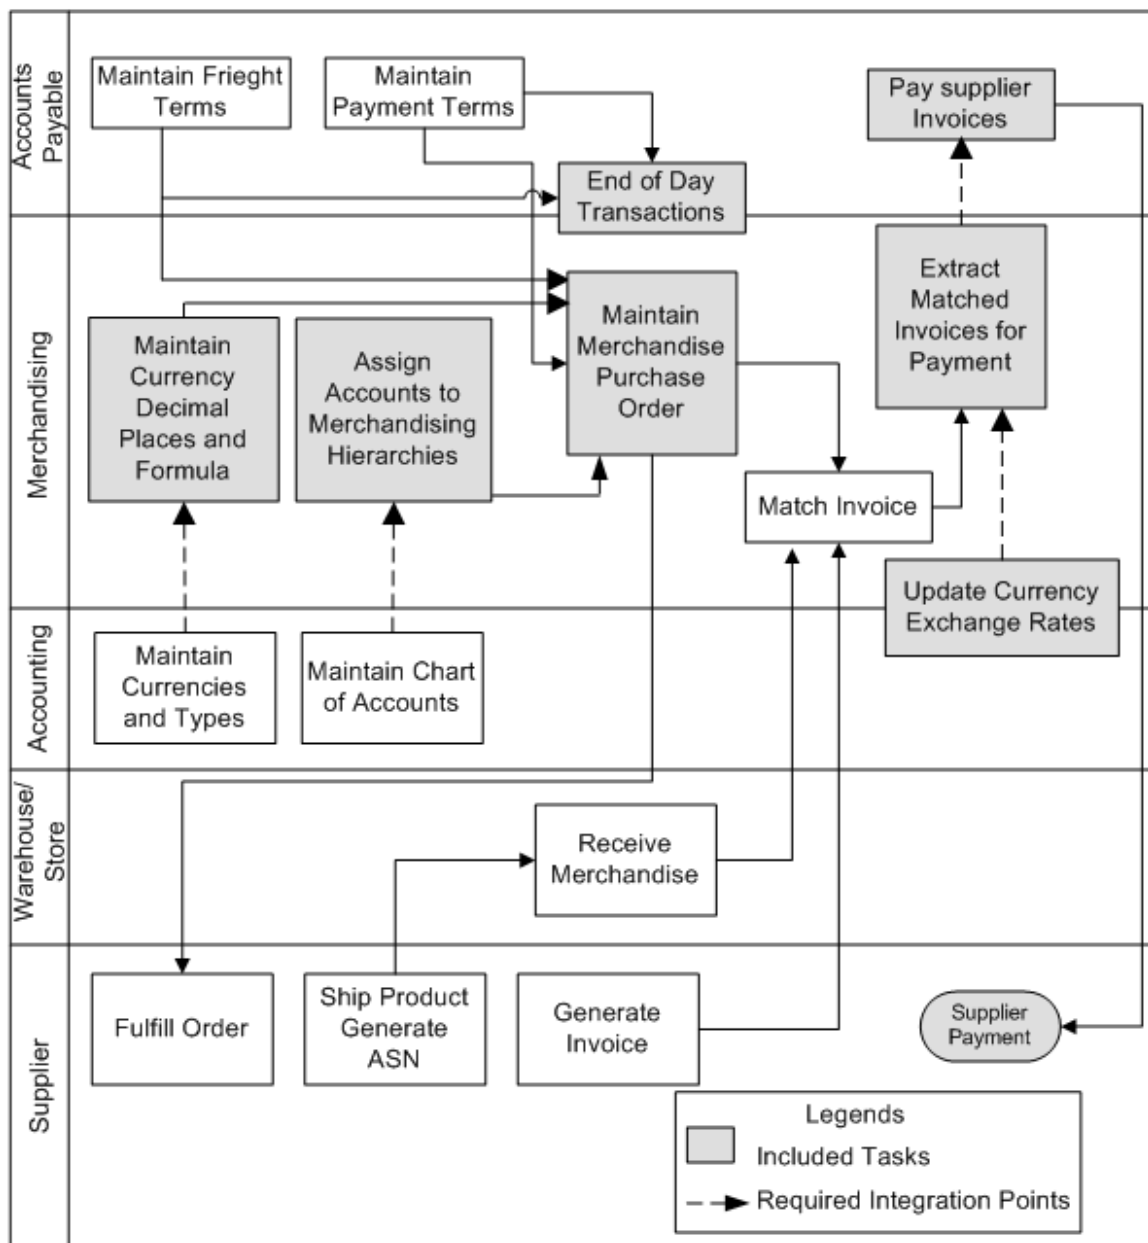 Accounts
Payable
Maintain Frieght
Terms
Maintain
Payment Terms
Pay supplier
Invoices
End of Day
Transactions
Merchandising
Maintain
Currency
Decimal
Places and
Formula
Assign
Accounts to
Merchandising
Hierarchies
Maintain
Merchandise
Purchase
Order
Extract
Matched
Invoices for
Payment
Match Invoice
Update Currency
Exchange Rates
Accounting
Maintain
Currencies
and Types
Maintain Chart
of Accounts
Warehouse/
Store
Receive
Merchandise
Supplier
Fulfill Order
Ship Product
Generate
ASN
Generate
Invoice
Supplier
Payment
Legends
Included Tasks
Required Integration Points